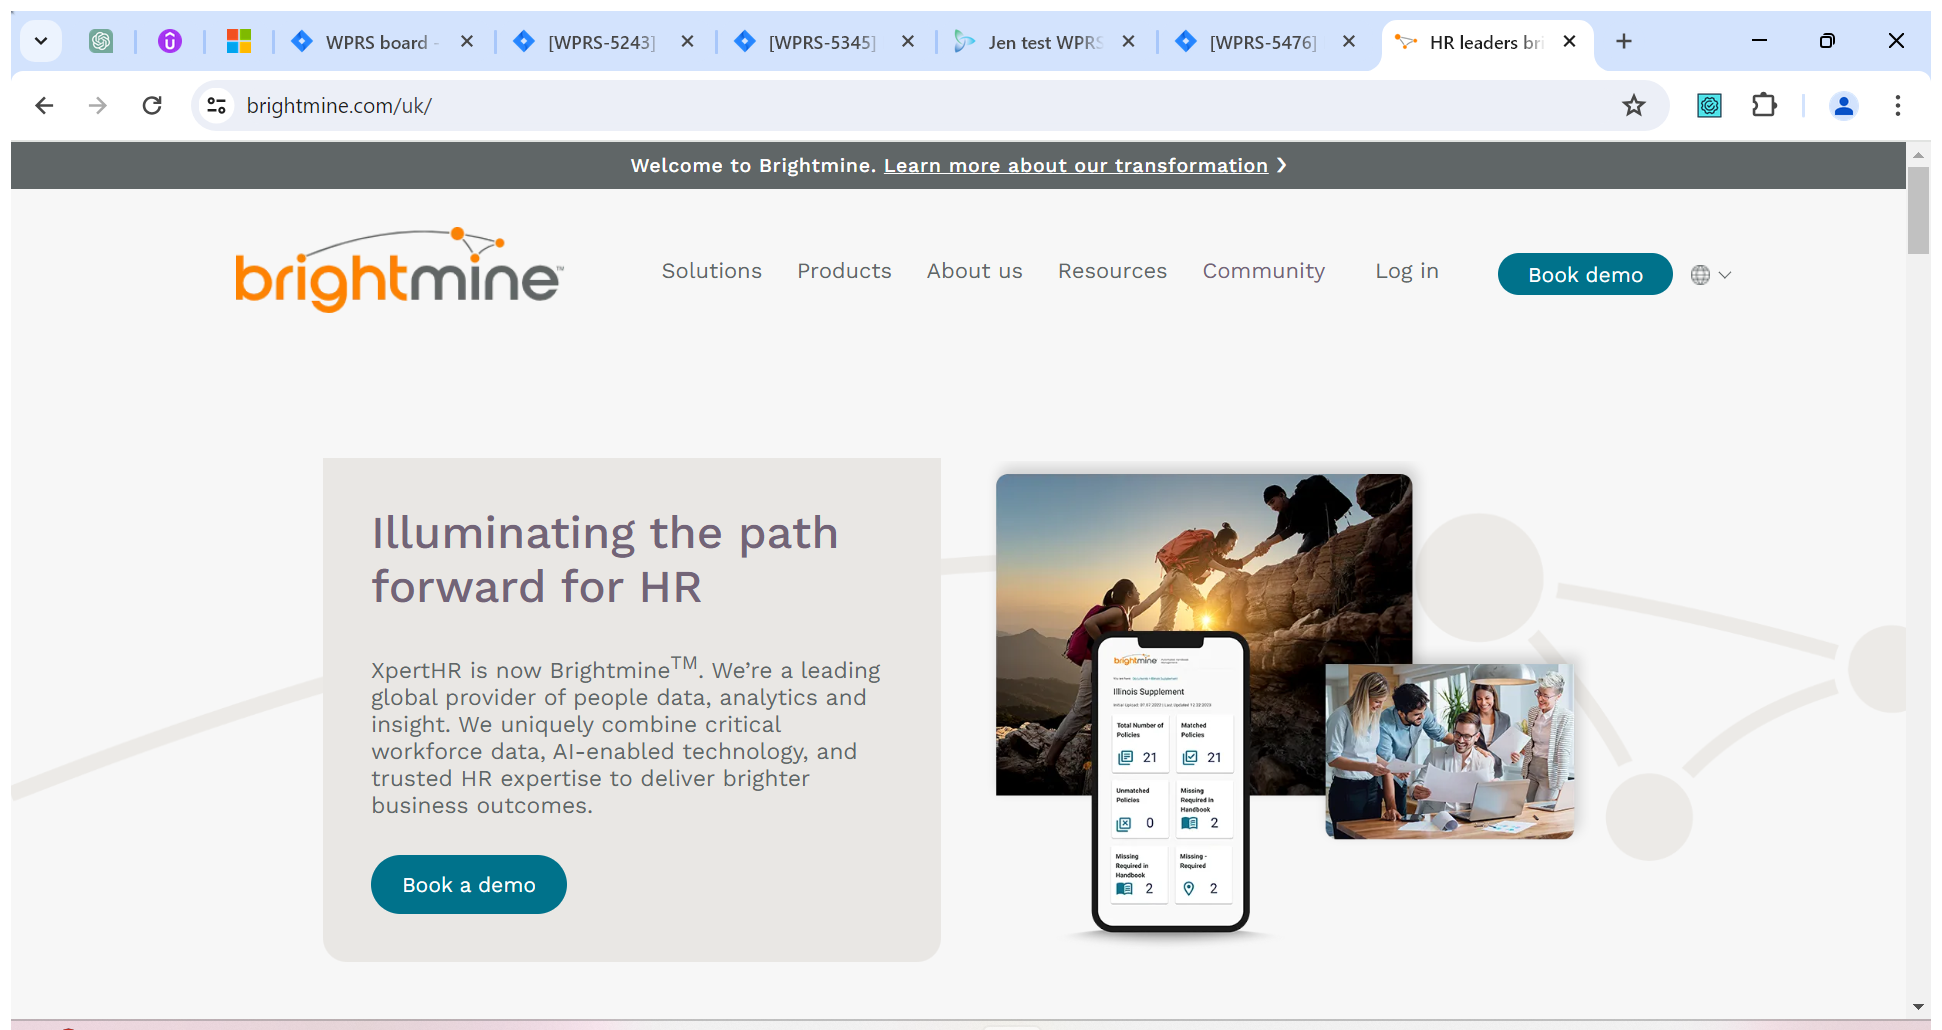 WPRS board -
[WPRS-5243]
[WPRS-5345]
Jen test WPRS
[WPRS-5476]
HR leaders bri
brightmine.com/uk/
Welcome to Brightmine. Learn more about our transformation ❯
brightmine™
Solutions
Products
About us
Resources
Community
Log in
Book demo
Illuminating the path
forward for HR
XpertHR is now Brightmine™. We’re a leading
global provider of people data, analytics and
insight. We uniquely combine critical
workforce data, AI-enabled technology, and
trusted HR expertise to deliver brighter
business outcomes.
Book a demo
brightmine
Illinois Supplement
Total Number of
Policies
21
Matched
Policies
21
Unmatched
Policies
0
Missing
Required in
Handbook
2
Missing
Required in
Handbook
2
Missing -
Required
2